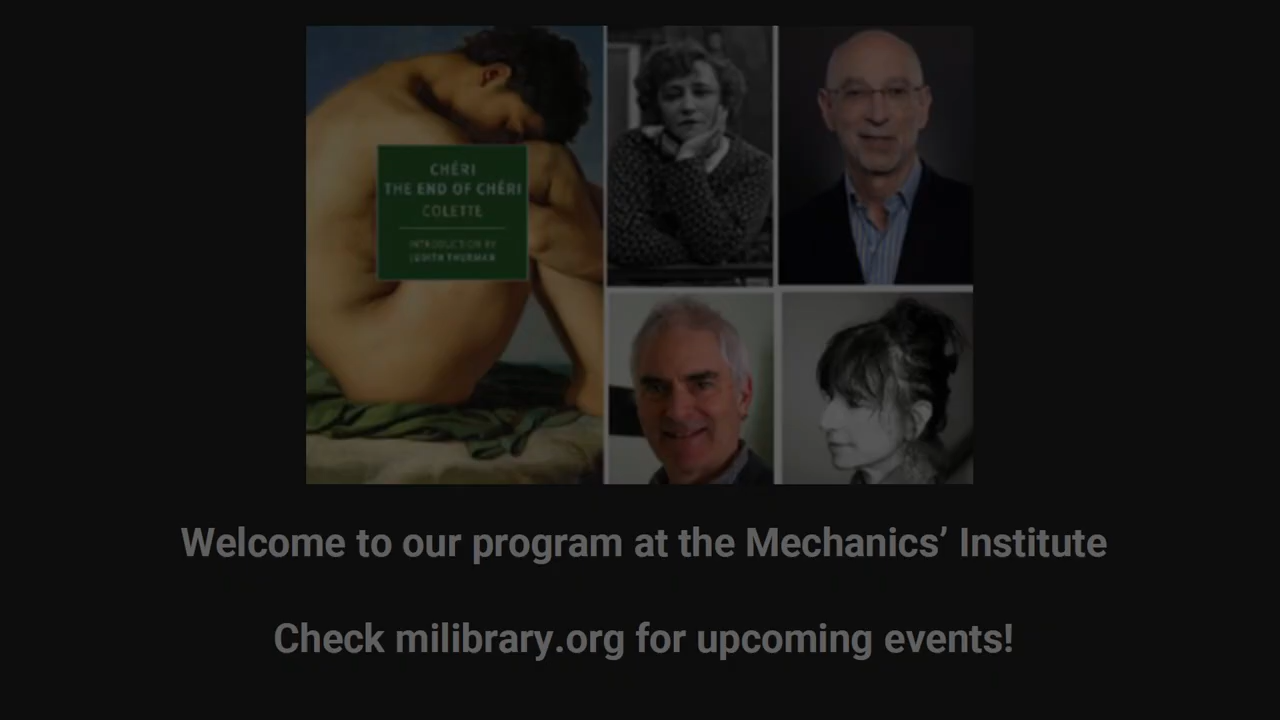 CHÉRI
THE END OF CHÉRI
COLETTE
INTRODUCTION BY
JUDITH THURMAN
Welcome to our program at the Mechanics’ Institute
Check milibrary.org for upcoming events!